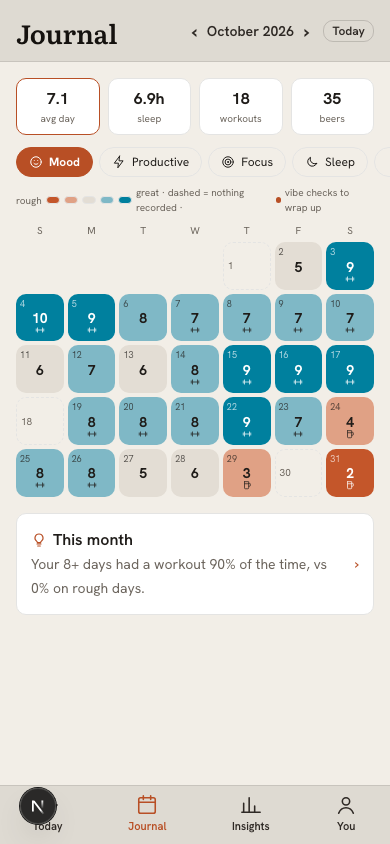 Journal
‹ October 2026 › Today
7.1 6.9h 18 35
avg day sleep workouts beers
Mood Productive Focus Sleep
rough great · dashed = nothing recorded · vibe checks to wrap up
S M T W T F S
1 2 5 3 9
4 10 5 9 6 8 7 7 8 7 9 7 10 7
11 6 12 7 13 6 14 8 15 9 16 9 17 9
18 19 8 20 8 21 8 22 9 23 7 24 4
25 8 26 8 27 5 28 6 29 3 30 31 2
This month
Your 8+ days had a workout 90% of the time, vs
0% on rough days.
N
Today Journal Insights You